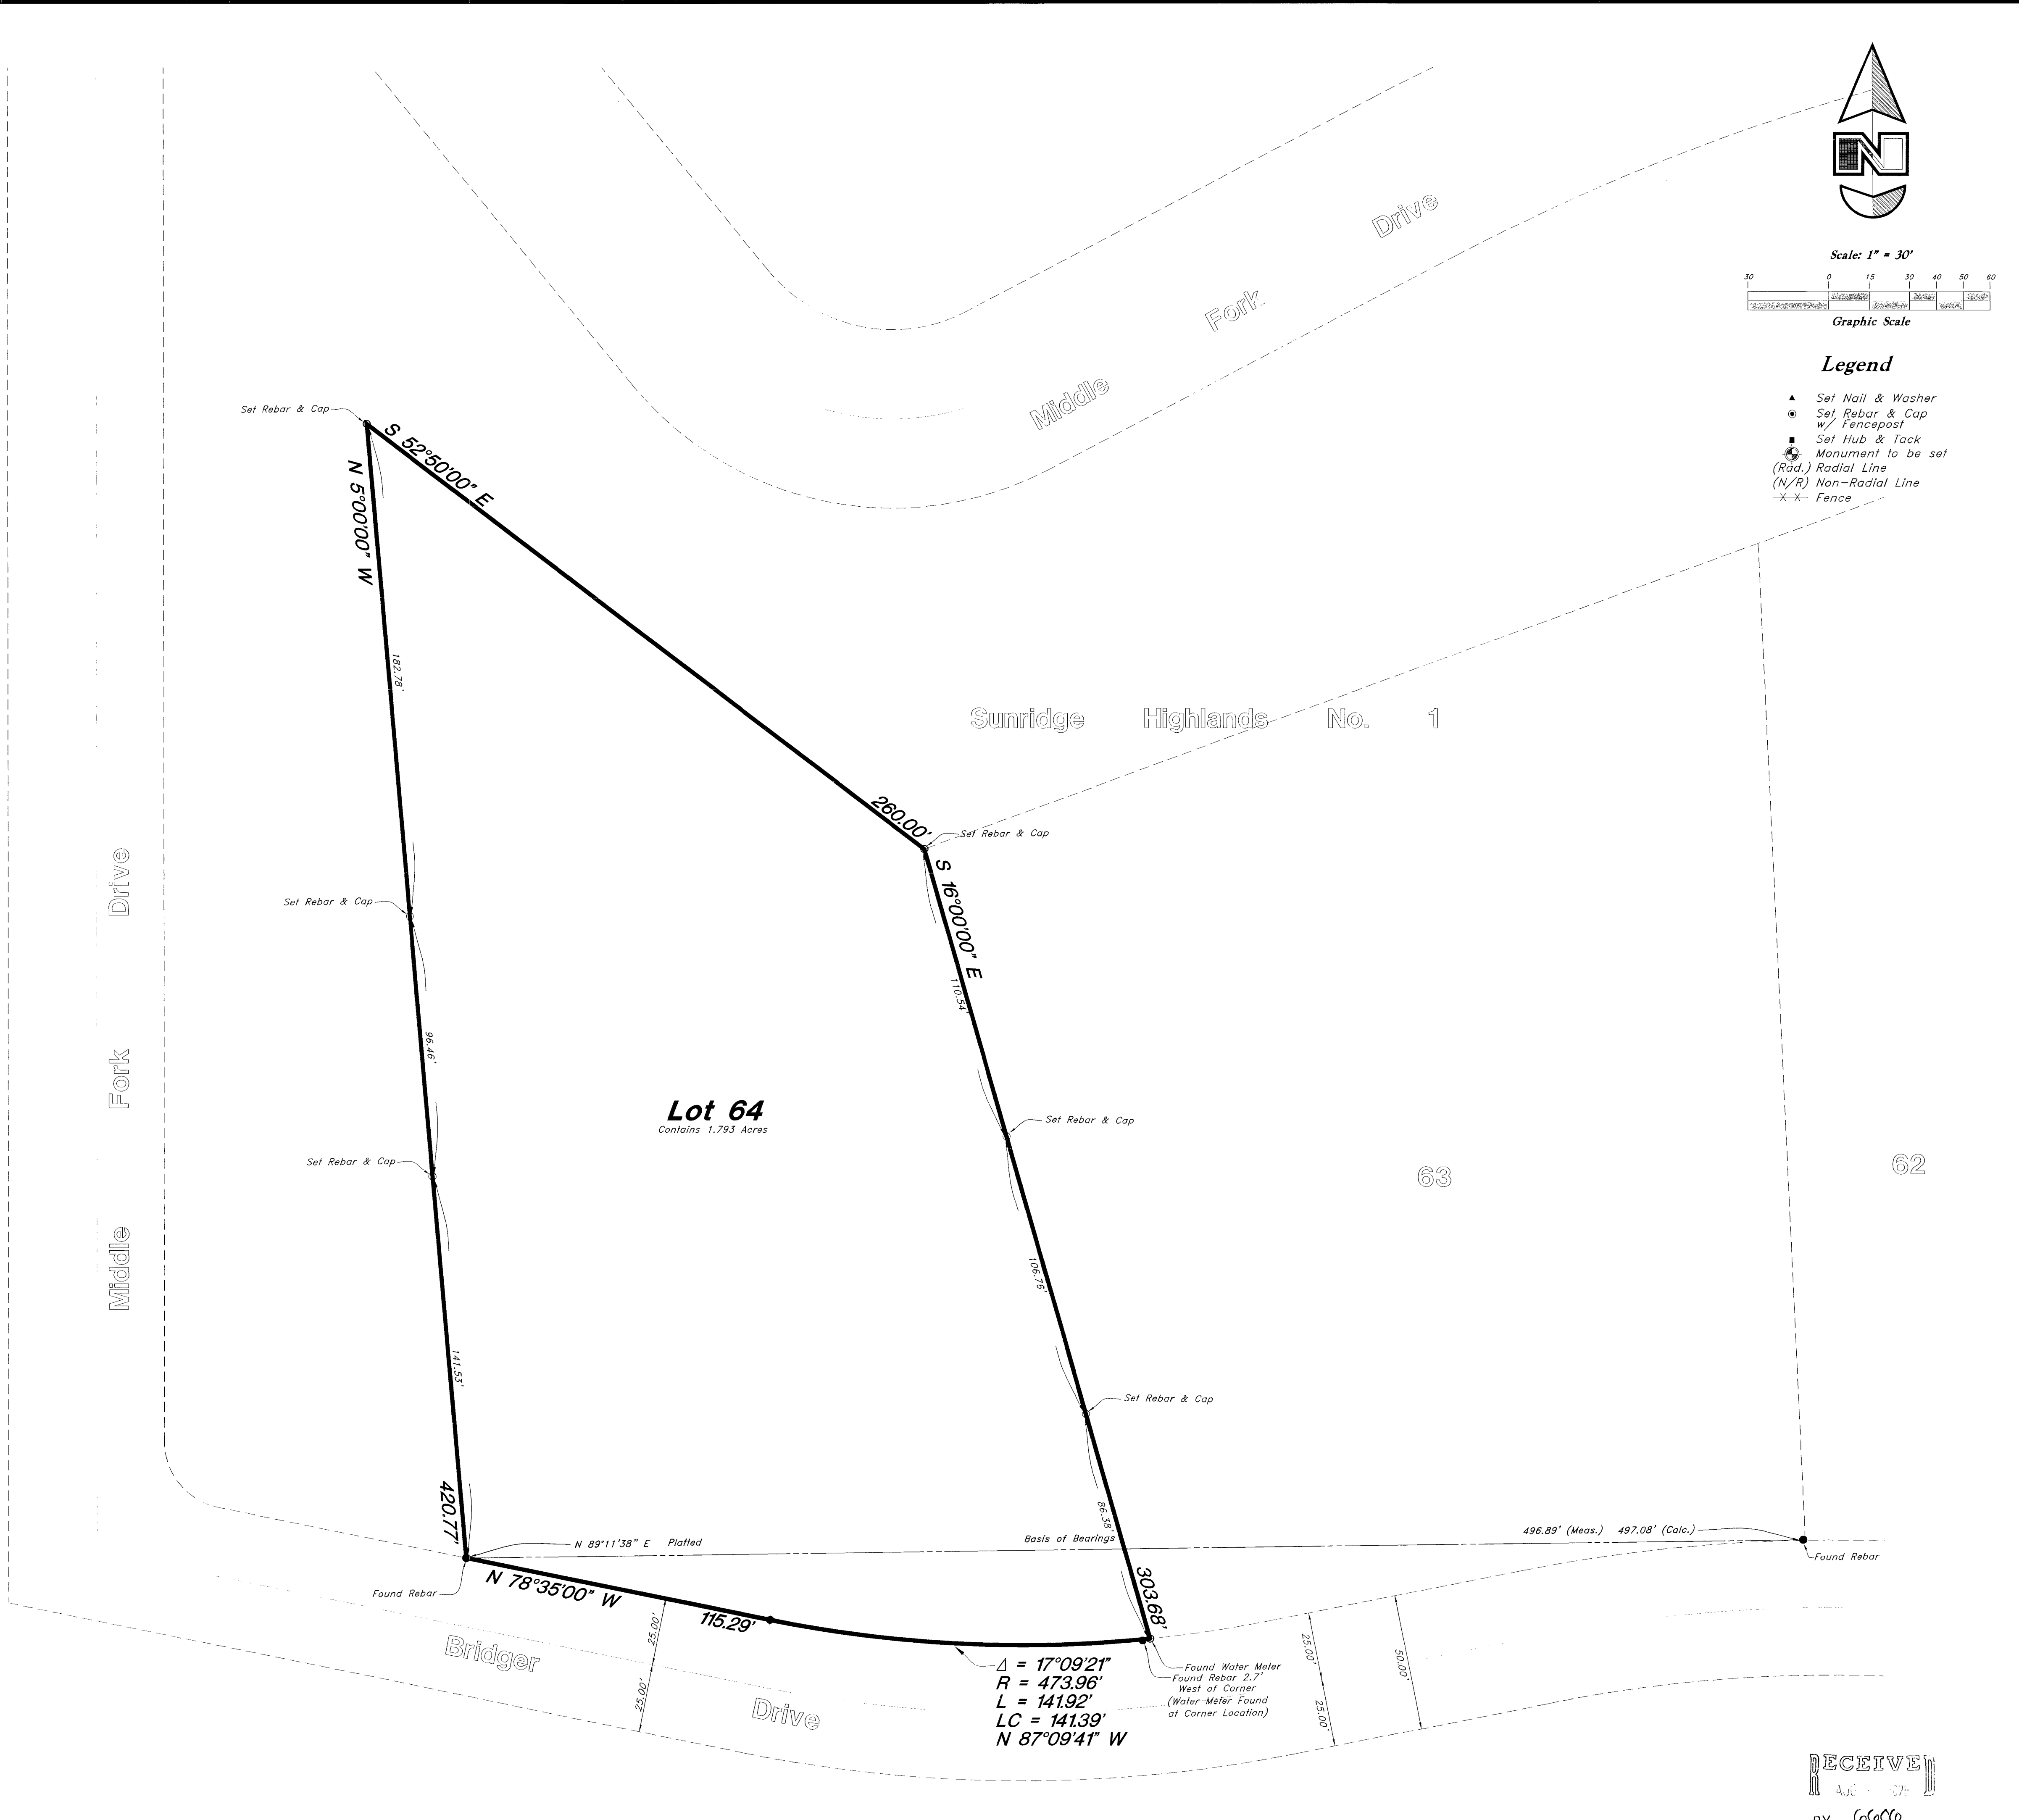 Drive
Fork
Middle
N
Scale: 1" = 30'
30 0 15 30 40 50 60
Graphic Scale
Legend
Set Nail & Washer
Set Rebar & Cap
w/ Fencepost
Set Hub & Tack
Monument to be set
(Rad.) Radial Line
(N/R) Non-Radial Line
Fence
Set Rebar & Cap
S 52°50'00" E
260.00'
N 5°00'00" W
182.78'
Sunridge Highlands No. 1
Set Rebar & Cap
S 16°00'00" E
110.54'
Set Rebar & Cap
96.46'
Middle Fork Drive
Lot 64
Contains 1.793 Acres
Set Rebar & Cap
Set Rebar & Cap
63
62
106.76'
141.53'
Set Rebar & Cap
86.38'
420.77'
303.68'
N 89°11'38" E Platted
Basis of Bearings
496.89' (Meas.) 497.08' (Calc.)
Found Rebar
Found Rebar
N 78°35'00" W
115.29'
25.00'
25.00'
Bridger
Drive
Δ = 17°09'21"
R = 473.96'
L = 141.92'
LC = 141.39'
N 87°09'41" W
Found Water Meter
Found Rebar 2.7'
West of Corner
(Water Meter Found
at Corner Location)
25.00'
25.00'
50.00'
RECEIVED
AUG
BY